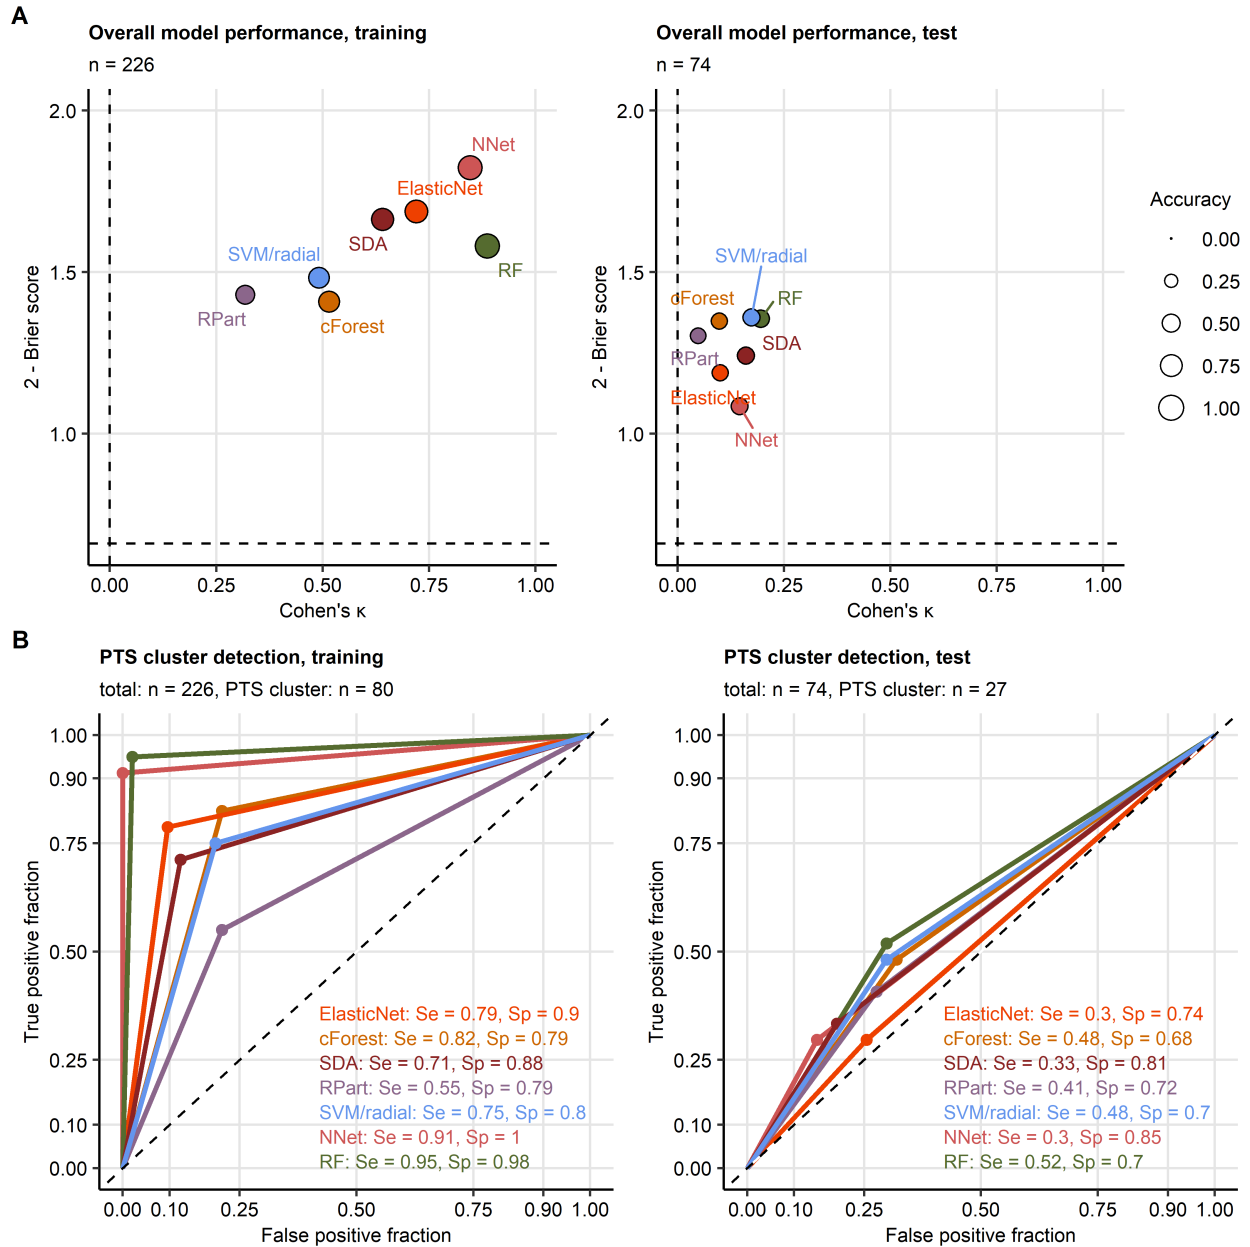 A
Overall model performance, training
n = 226
2 - Brier score
2.0
1.5
1.0
NNet
ElasticNet
SDA
RF
SVM/radial
RPart
cForest
0.00 0.25 0.50 0.75 1.00
Cohen's κ
Overall model performance, test
n = 74
2 - Brier score
2.0
1.5
1.0
SVM/radial
cForest
RF
SDA
RPart
ElasticNet
NNet
0.00 0.25 0.50 0.75 1.00
Cohen's κ
Accuracy
0.00
0.25
0.50
0.75
1.00
B
PTS cluster detection, training
total: n = 226, PTS cluster: n = 80
True positive fraction
1.00
0.90
0.75
0.50
0.25
0.10
0.00
ElasticNet: Se = 0.79, Sp = 0.9
cForest: Se = 0.82, Sp = 0.79
SDA: Se = 0.71, Sp = 0.88
RPart: Se = 0.55, Sp = 0.79
SVM/radial: Se = 0.75, Sp = 0.8
NNet: Se = 0.91, Sp = 1
RF: Se = 0.95, Sp = 0.98
0.00 0.10 0.25 0.50 0.75 0.90 1.00
False positive fraction
PTS cluster detection, test
total: n = 74, PTS cluster: n = 27
True positive fraction
1.00
0.90
0.75
0.50
0.25
0.10
0.00
ElasticNet: Se = 0.3, Sp = 0.74
cForest: Se = 0.48, Sp = 0.68
SDA: Se = 0.33, Sp = 0.81
RPart: Se = 0.41, Sp = 0.72
SVM/radial: Se = 0.48, Sp = 0.7
NNet: Se = 0.3, Sp = 0.85
RF: Se = 0.52, Sp = 0.7
0.00 0.10 0.25 0.50 0.75 0.90 1.00
False positive fraction